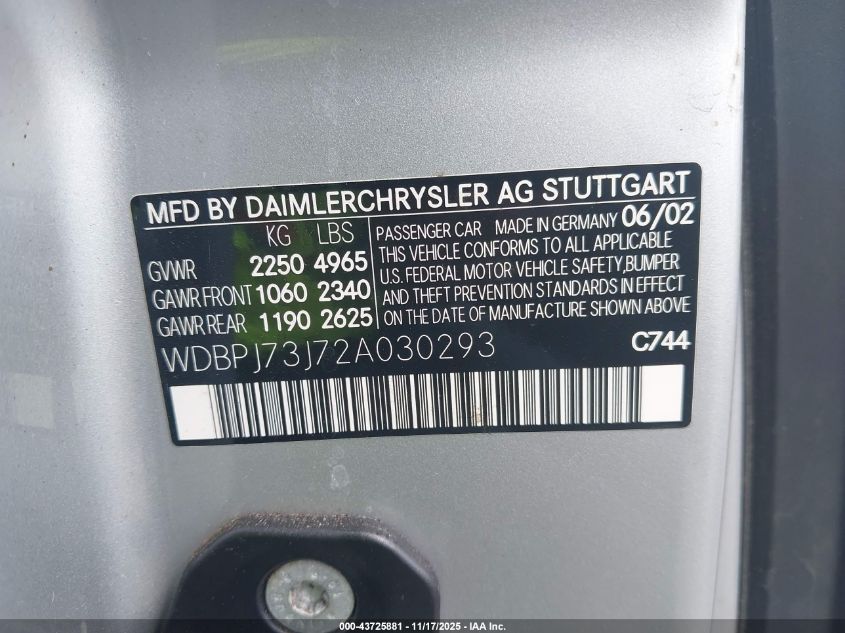 MFD BY DAIMLERCHRYSLER AG STUTTGART
KG LBS
GVWR 2250 4965
GAWR FRONT 1060 2340
GAWR REAR 1190 2625
PASSENGER CAR MADE IN GERMANY 06/02
THIS VEHICLE CONFORMS TO ALL APPLICABLE
U.S. FEDERAL MOTOR VEHICLE SAFETY, BUMPER
AND THEFT PREVENTION STANDARDS IN EFFECT
ON THE DATE OF MANUFACTURE SHOWN ABOVE
WDBPJ73J72A030293 C744
000-43725881 - 11/17/2025 - IAA Inc.